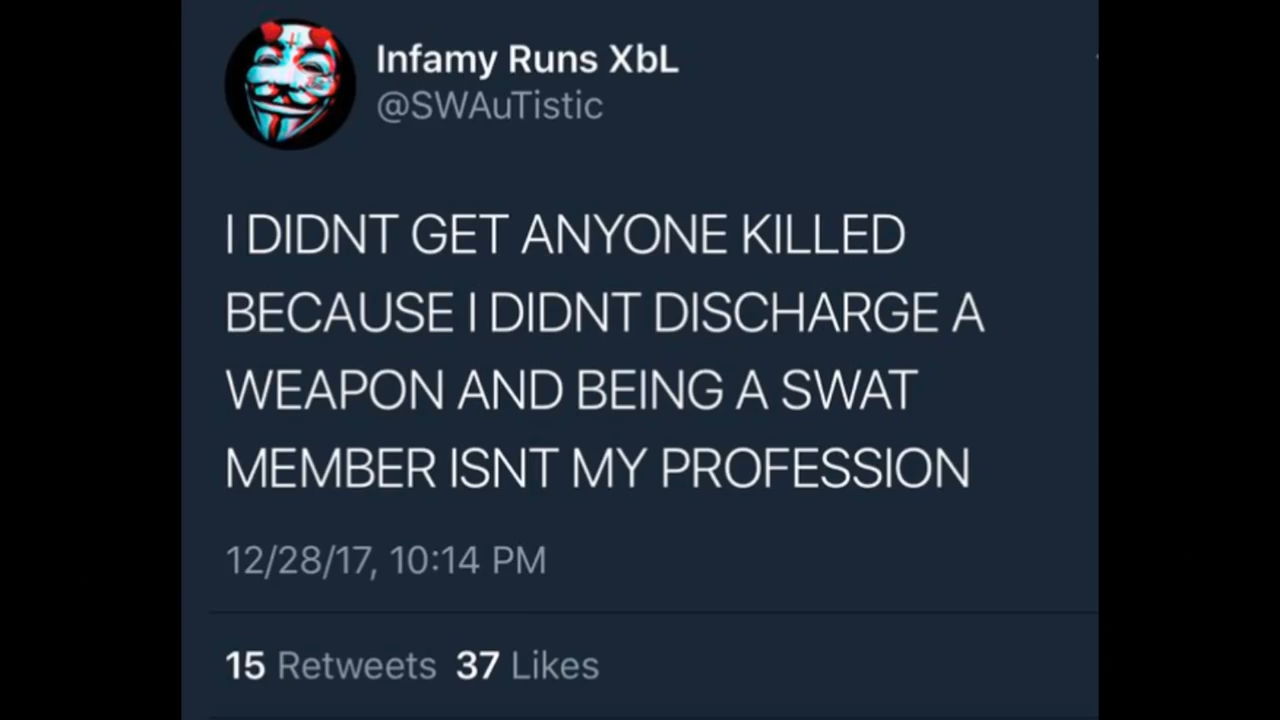 Infamy Runs XbL
@SWAuTistic
I DIDNT GET ANYONE KILLED
BECAUSE I DIDNT DISCHARGE A
WEAPON AND BEING A SWAT
MEMBER ISNT MY PROFESSION
12/28/17, 10:14 PM
15 Retweets 37 Likes